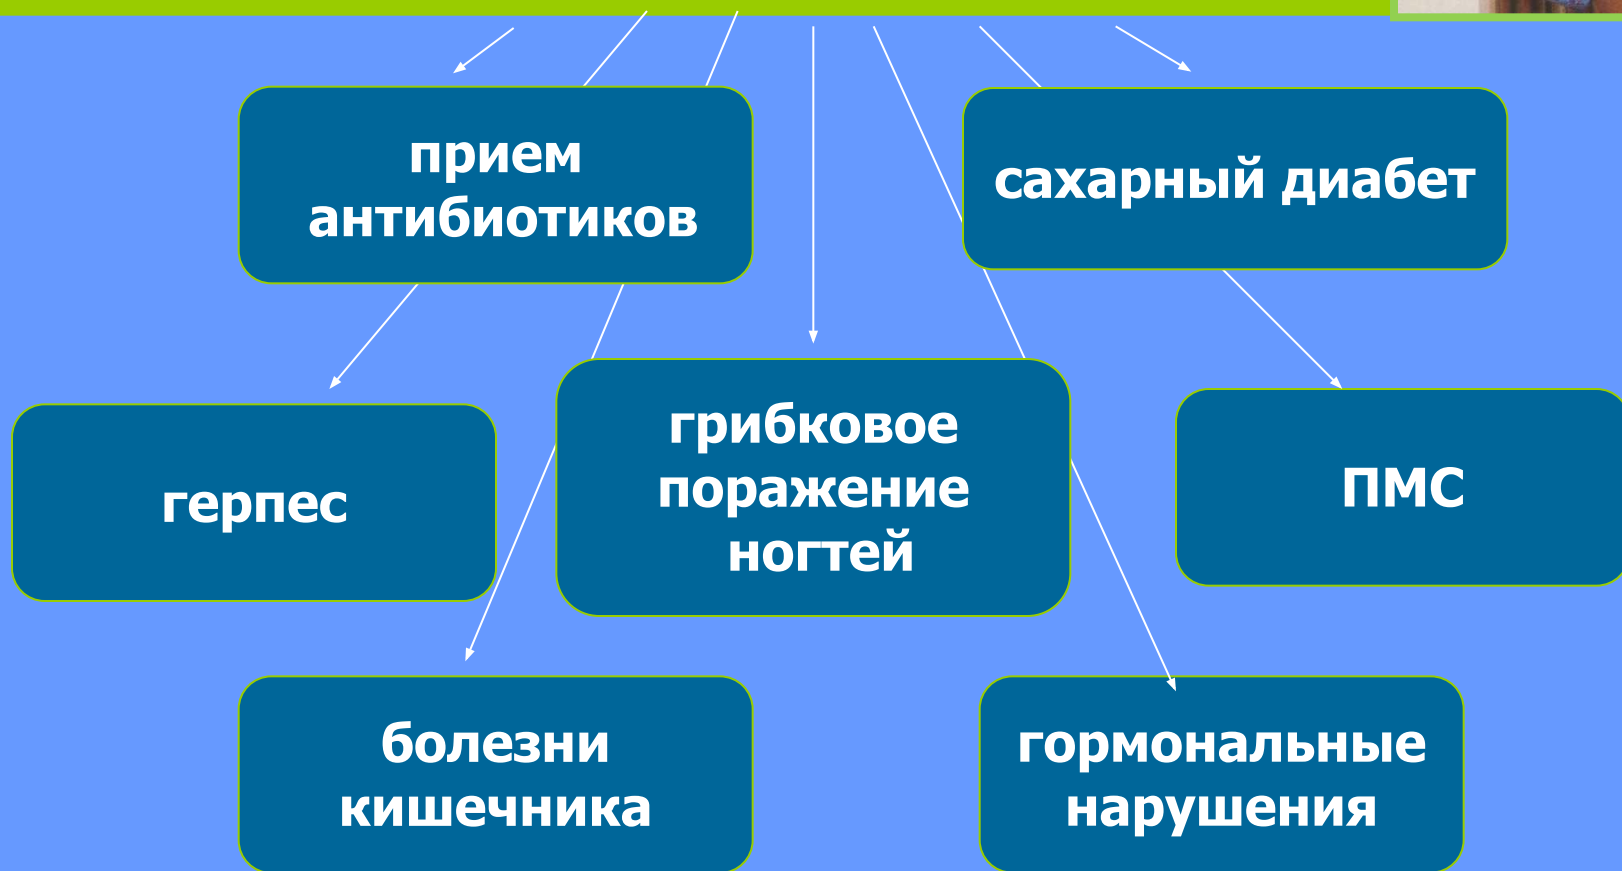 прием
антибиотиков
сахарный диабет
герпес
грибковое
поражение
ногтей
ПМС
болезни
кишечника
гормональные
нарушения